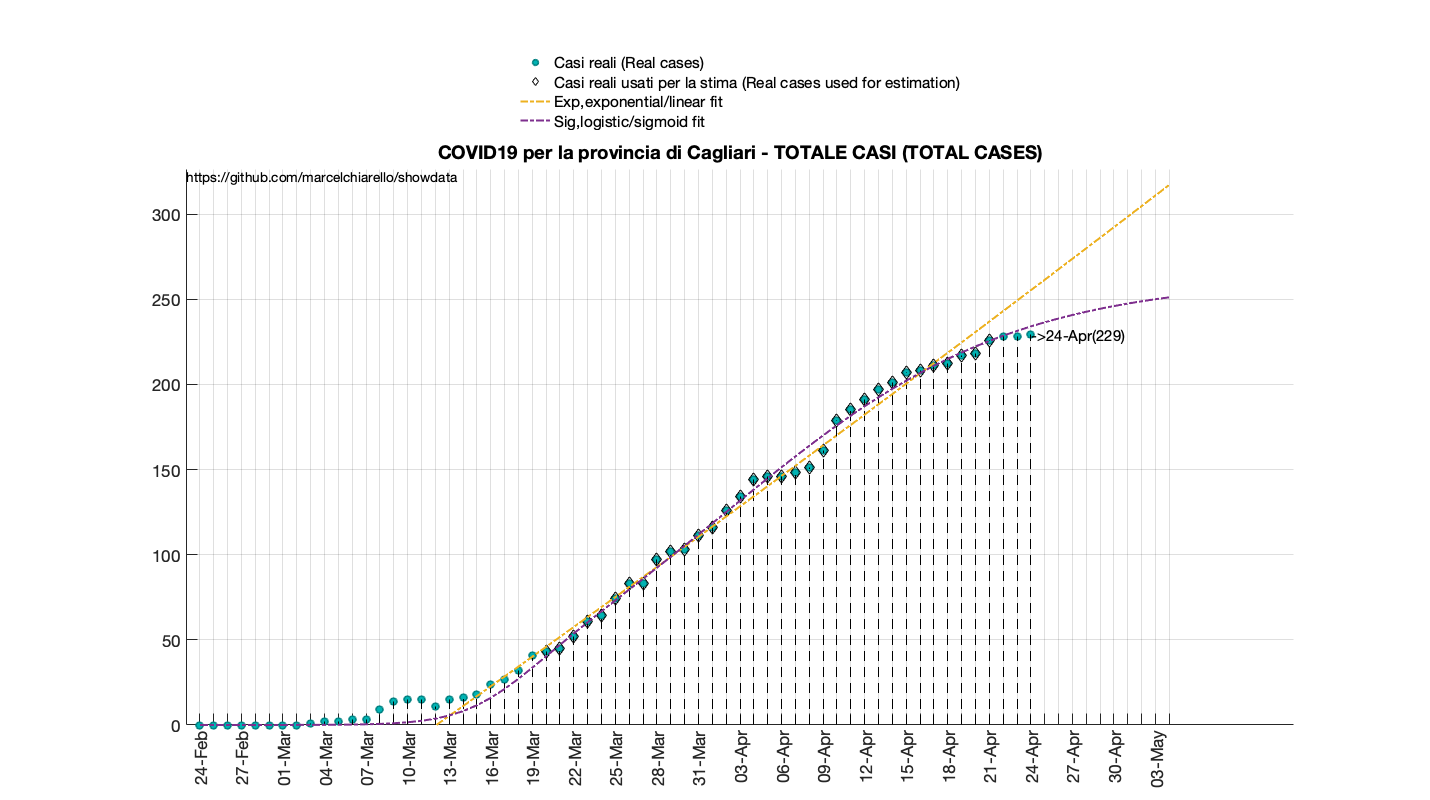 Casi reali (Real cases)
Casi reali usati per la stima (Real cases used for estimation)
Exp,exponential/linear fit
Sig,logistic/sigmoid fit
COVID19 per la provincia di Cagliari - TOTALE CASI (TOTAL CASES)
https://github.com/marcelchiarello/showdata
300
250
200
150
100
50
0
->24-Apr(229)
24-Feb
27-Feb
01-Mar
04-Mar
07-Mar
10-Mar
13-Mar
16-Mar
19-Mar
22-Mar
25-Mar
28-Mar
31-Mar
03-Apr
06-Apr
09-Apr
12-Apr
15-Apr
18-Apr
21-Apr
24-Apr
27-Apr
30-Apr
03-May